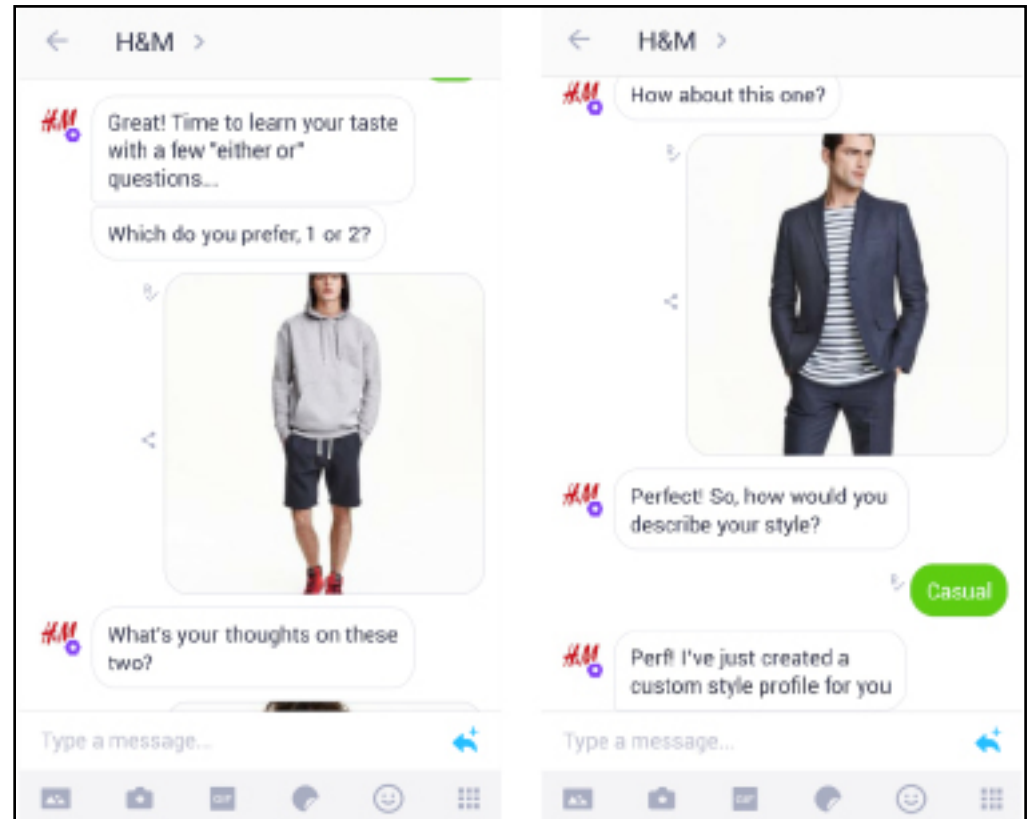 H&M >
H&M
Great! Time to learn your taste
with a few "either or"
questions...
Which do you prefer, 1 or 2?
H&M
What's your thoughts on these
two?
Type a message...
GIF
H&M >
H&M
How about this one?
H&M
Perfect! So, how would you
describe your style?
Casual
H&M
Perf! I've just created a
custom style profile for you
Type a message...
GIF